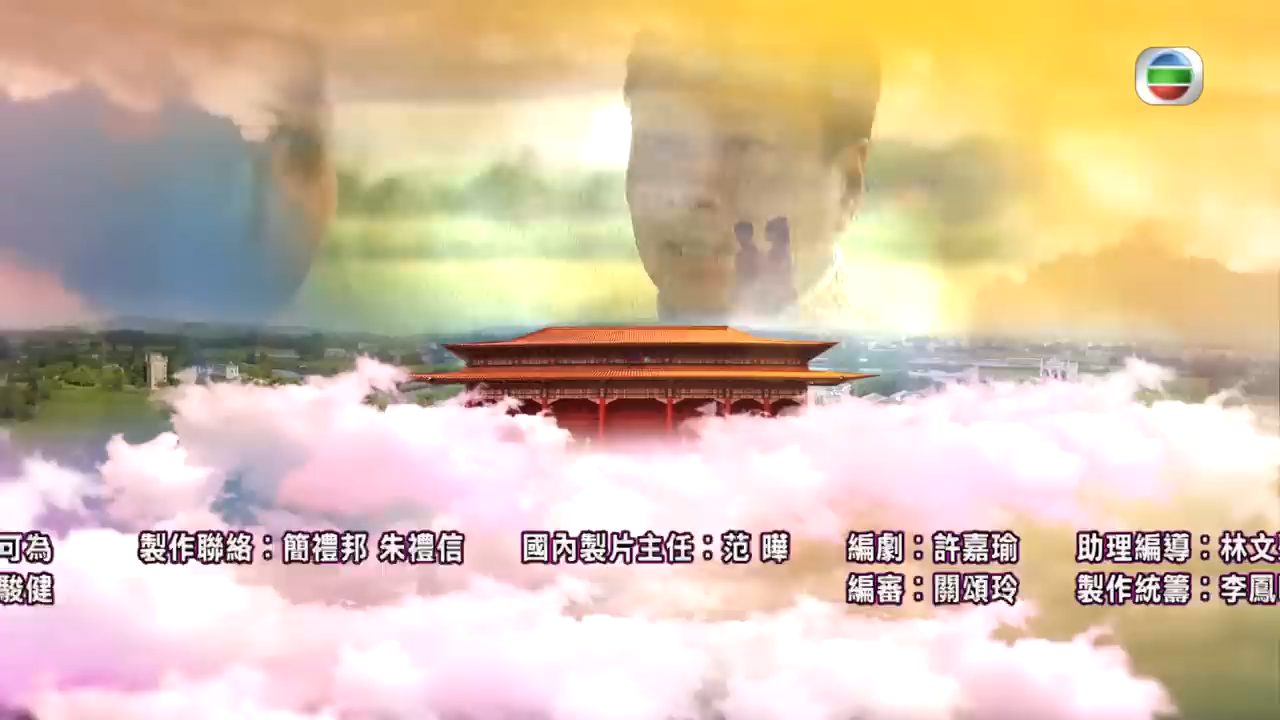 可為 製作聯絡：簡禮邦 朱禮信 國內製片主任：范 曄 編劇：許嘉瑜 助理編導：林文
駿健 編審：關頌玲 製作統籌：李鳳